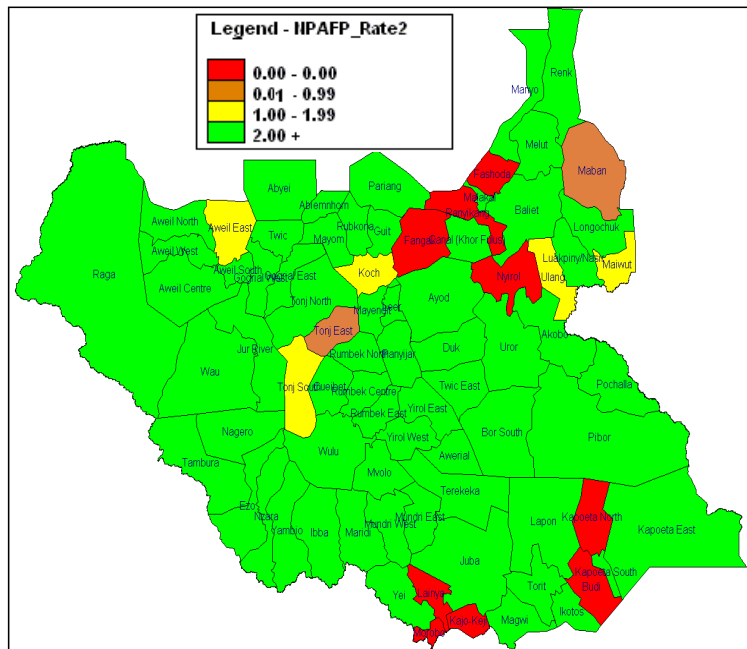 Legend - NPAFP_Rate2
0.00 - 0.00
0.01 - 0.99
1.00 - 1.99
2.00 +
Renk
Manyo
Melut
Maban
Fashoda
Abyei
Pariang
Malakal
Abiemnhom
Panyikang
Baliet
Aweil North
Aweil East
Twic
Mayom
Rubkona
Guit
Fangak
Canal (Khor Fulus)
Longochuk
Aweil West
Luakpiny/Nasir
Maiwut
Raga
Aweil South
Koch
Nyirol
Ulang
Aweil Centre
Tonj North
Mayendit
Leer
Ayod
Tonj East
Akobo
Jur River
Rumbek North
Panyijar
Duk
Uror
Wau
Tonj South
Cueibet
Rumbek Centre
Twic East
Pochalla
Rumbek East
Yirol East
Nagero
Yirol West
Bor South
Wulu
Awerial
Pibor
Tambura
Mvolo
Terekeka
Ezo
Nzara
Yambio
Ibba
Maridi
Mundri West
Mundri East
Lapon
Kapoeta North
Kapoeta East
Juba
Kapoeta South
Torit
Budi
Yei
Lainya
Ikotos
Kajo-Keji
Magwi
Morobo